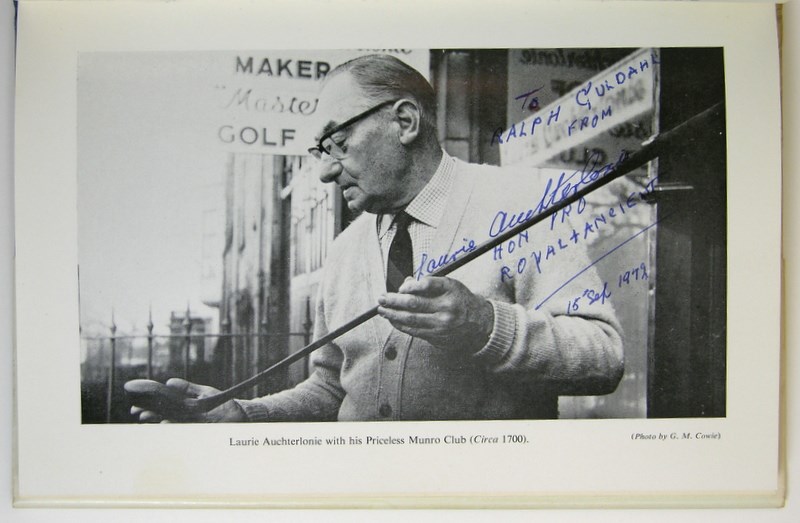 MAKER
"Master
GOLF
To
RALPH GULDAHL
FROM
Laurie Auchterlonie
HON PRO
ROYAL + ANCIENT
15 Sep 1979
Laurie Auchterlonie with his Priceless Munro Club (Circa 1700).
(Photo by G. M. Cowie)